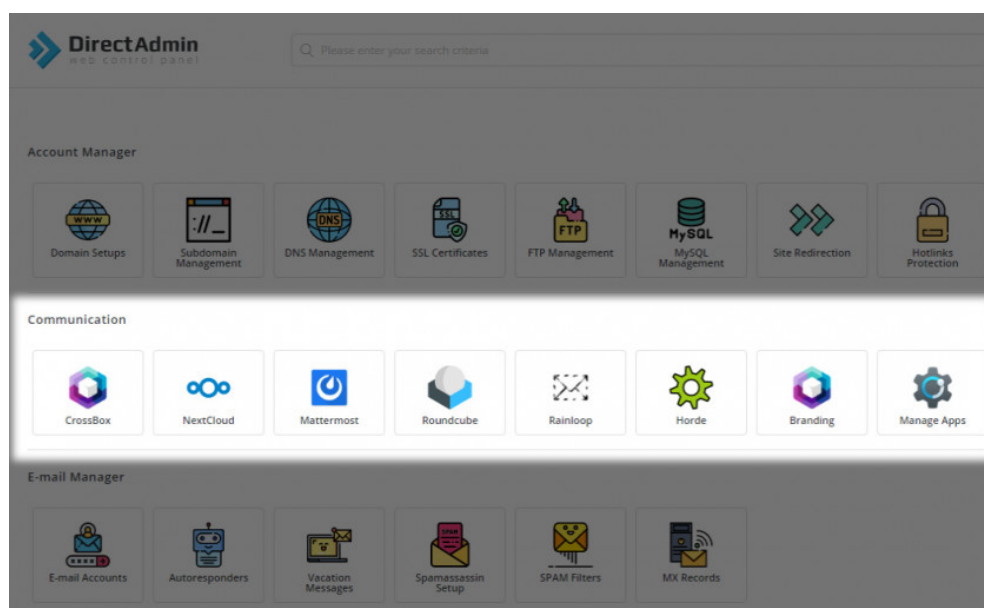 DirectAdmin
web control panel
Please enter your search criteria
Account Manager
WWW
://_
DNS
SSL
FTP
MySQL
Domain Setups
Subdomain
Management
DNS Management
SSL Certificates
FTP Management
MySQL
Management
Site Redirection
Hotlinks
Protection
Communication
CrossBox
NextCloud
Mattermost
Roundcube
Rainloop
Horde
Branding
Manage Apps
E-mail Manager
SPAM
E-mail Accounts
Autoresponders
Vacation
Messages
Spamassassin
Setup
SPAM Filters
MX Records